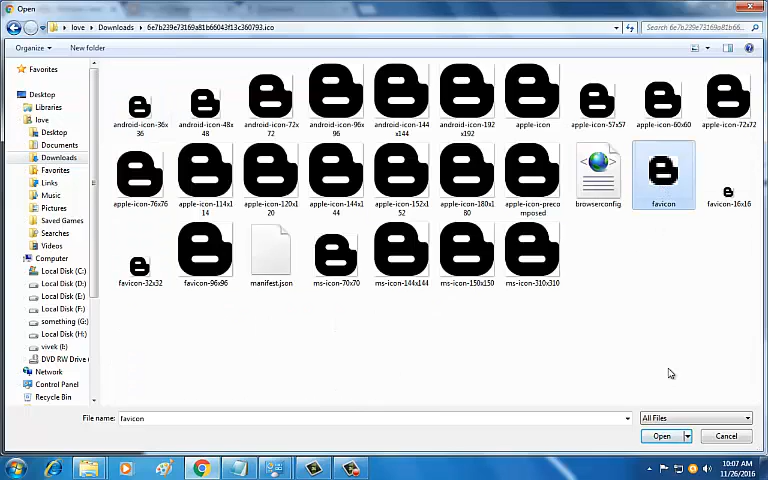 Open
love
Downloads
6e7b239e73169a81b66043f13c360793.ico
Search 6e7b239e73169a81b66...
Organize
New folder
Favorites
Desktop
Libraries
love
Desktop
Documents
Downloads
Favorites
Links
Music
Pictures
Saved Games
Searches
Videos
Computer
Local Disk (C:)
Local Disk (D:)
Local Disk (E:)
Local Disk (F:)
something (G:)
Local Disk (H:)
vivek (I:)
DVD RW Drive (
Network
Control Panel
Recycle Bin
android-icon-36x36
android-icon-48x48
android-icon-72x72
android-icon-96x96
android-icon-144x144
android-icon-192x192
apple-icon
apple-icon-57x57
apple-icon-60x60
apple-icon-72x72
apple-icon-76x76
apple-icon-114x114
apple-icon-120x120
apple-icon-144x144
apple-icon-152x152
apple-icon-180x180
apple-icon-precomposed
browserconfig
favicon
favicon-16x16
favicon-32x32
favicon-96x96
manifest.json
ms-icon-70x70
ms-icon-144x144
ms-icon-150x150
ms-icon-310x310
File name:
favicon
All Files
Open
Cancel
10:07 AM
11/26/2016